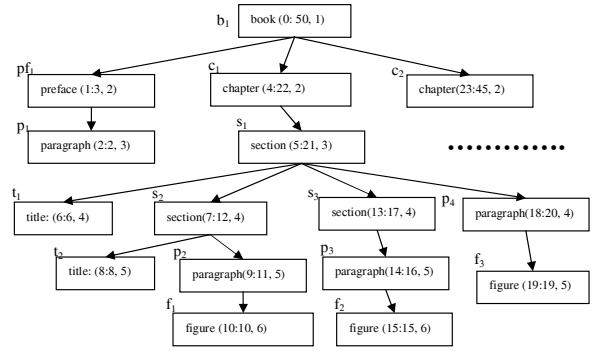 b1 book (0: 50, 1)
pf1 c1 c2
preface (1:3, 2) chapter (4:22, 2) chapter(23:45, 2)
p1 s1
paragraph (2:2, 3) section (5:21, 3)
t1 s2 s3 p4
title: (6:6, 4) section(7:12, 4) section(13:17, 4) paragraph(18:20, 4)
t2 p2 p3 f3
title: (8:8, 5) paragraph(9:11, 5) paragraph(14:16, 5) figure (19:19, 5)
f1 f2
figure (10:10, 6) figure (15:15, 6)